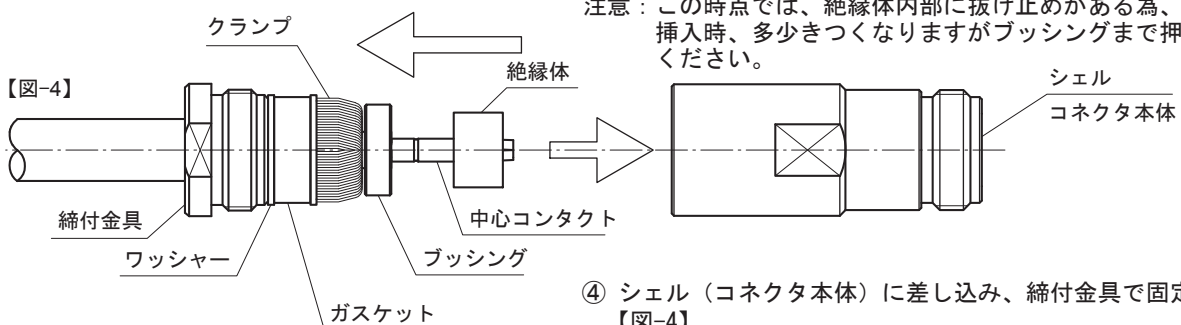 注意：この時点では、絶縁体内部に抜け止めがある為、
挿入時、多少きつくなりますがブッシングまで押
ください。
クランプ
【図-4】
絶縁体
シェル
コネクタ本体
締付金具
中心コンタクト
ワッシャー
ブッシング
ガスケット
④ シェル（コネクタ本体）に差し込み、締付金具で固定
【図-4】